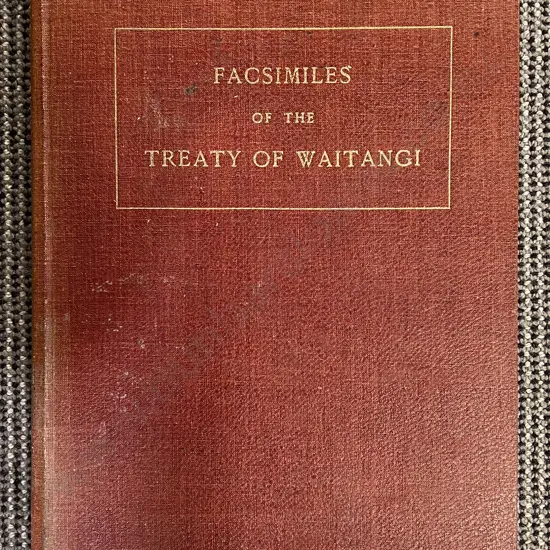 FACSIMILES
OF THE
TREATY OF WAITANGI